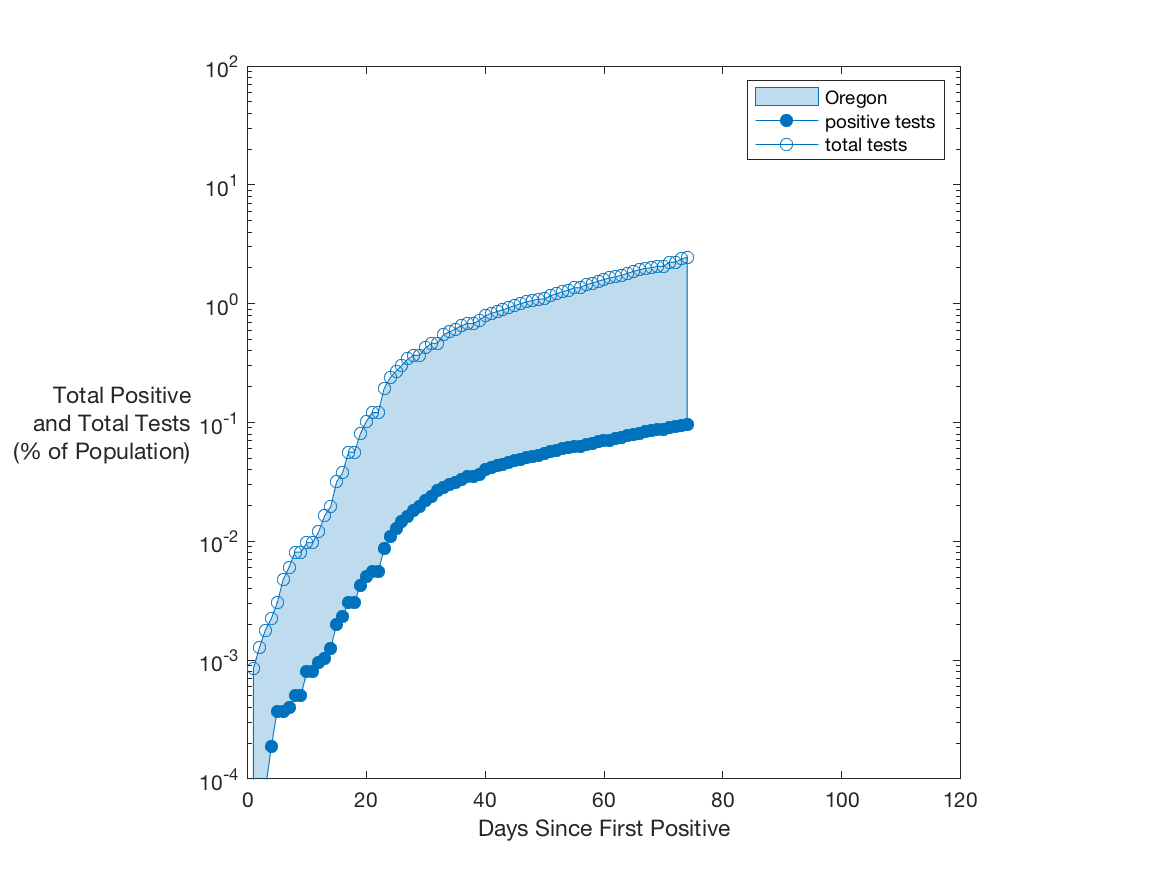 10^2
10^1
10^0
10^-1
10^-2
10^-3
10^-4
Total Positive
and Total Tests
(% of Population)
Oregon
positive tests
total tests
0 20 40 60 80 100 120
Days Since First Positive